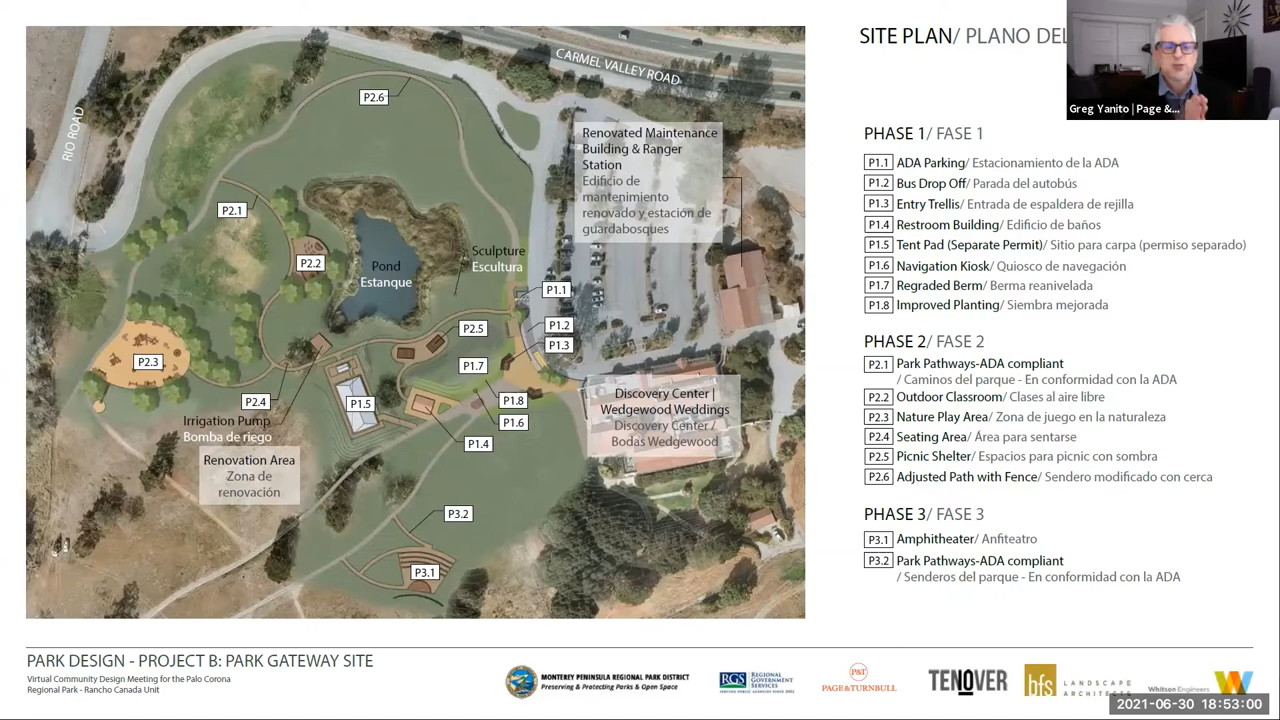 SITE PLAN/ PLANO DEL
Greg Yanito | Page &...
CARMEL VALLEY ROAD
RIO ROAD
P2.6
Renovated Maintenance
Building & Ranger
Station
Edificio de
mantenimiento
renovado y estación de
guardabosques
P2.1
P2.2
Pond
Estanque
Sculpture
Escultura
P1.1
P1.2
P1.3
P2.5
P2.3
P1.7
P2.4
P1.5
P1.8
P1.6
P1.4
Irrigation Pump
Bomba de riego
Renovation Area
Zona de
renovación
Discovery Center |
Wedgewood Weddings
Discovery Center /
Bodas Wedgewood
P3.2
P3.1
PHASE 1/ FASE 1
P1.1 ADA Parking/ Estacionamiento de la ADA
P1.2 Bus Drop Off/ Parada del autobús
P1.3 Entry Trellis/ Entrada de espaldera de rejilla
P1.4 Restroom Building/ Edificio de baños
P1.5 Tent Pad (Separate Permit)/ Sitio para carpa (permiso separado)
P1.6 Navigation Kiosk/ Quiosco de navegación
P1.7 Regraded Berm/ Berma reanivelada
P1.8 Improved Planting/ Siembra mejorada
PHASE 2/ FASE 2
P2.1 Park Pathways-ADA compliant
/ Caminos del parque - En conformidad con la ADA
P2.2 Outdoor Classroom/ Clases al aire libre
P2.3 Nature Play Area/ Zona de juego en la naturaleza
P2.4 Seating Area/ Área para sentarse
P2.5 Picnic Shelter/ Espacios para picnic con sombra
P2.6 Adjusted Path with Fence/ Sendero modificado con cerca
PHASE 3/ FASE 3
P3.1 Amphitheater/ Anfiteatro
P3.2 Park Pathways-ADA compliant
/ Senderos del parque - En conformidad con la ADA
PARK DESIGN - PROJECT B: PARK GATEWAY SITE
Virtual Community Design Meeting for the Palo Corona
Regional Park - Rancho Canada Unit
MONTEREY PENINSULA REGIONAL PARK DISTRICT
Preserving & Protecting Parks & Open Space
RGS REGIONAL
GOVERNMENT
SERVICES
P&T
PAGE&TURNBULL
TENOVER
bfs LANDSCAPE
ARCHITECTS
Whitson Engineers
2021-06-30 18:53:00